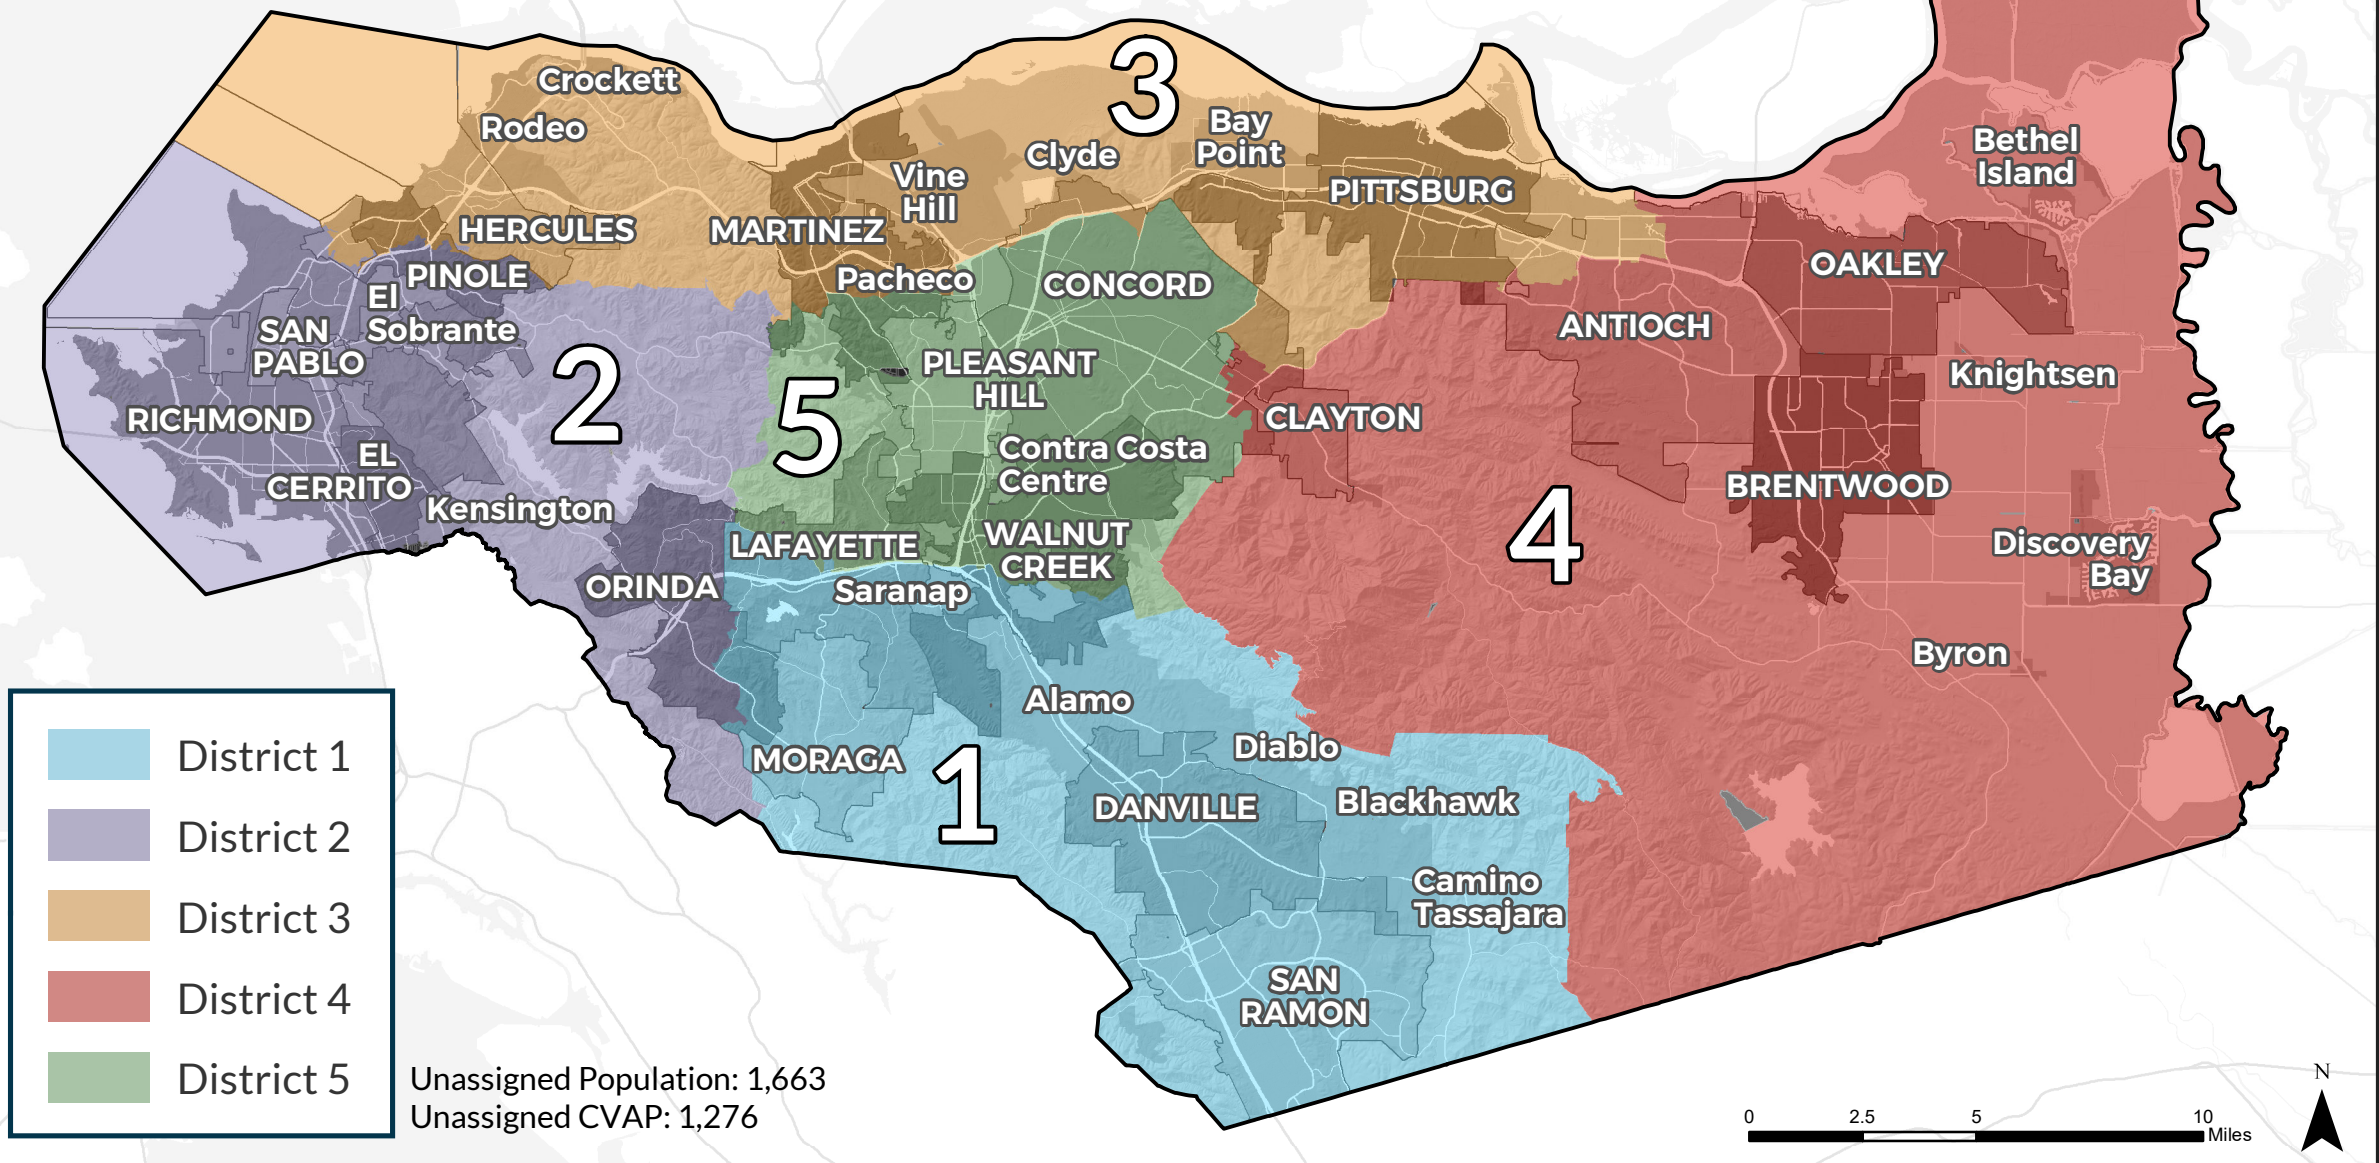 Crockett
Rodeo
3
Bay
Point
Clyde
Vine
Hill
PITTSBURG
Bethel
Island
HERCULES
MARTINEZ
PINOLE
Pacheco
CONCORD
OAKLEY
El
Sobrante
SAN
PABLO
ANTIOCH
2
5
PLEASANT
HILL
Knightsen
RICHMOND
CLAYTON
EL
CERRITO
Contra Costa
Centre
BRENTWOOD
Kensington
4
LAFAYETTE
WALNUT
CREEK
Discovery
Bay
ORINDA
Saranap
Byron
Alamo
Diablo
MORAGA
1
DANVILLE
Blackhawk
Camino
Tassajara
SAN
RAMON
District 1
District 2
District 3
District 4
District 5
Unassigned Population: 1,663
Unassigned CVAP: 1,276
N
0 2.5 5 10
Miles